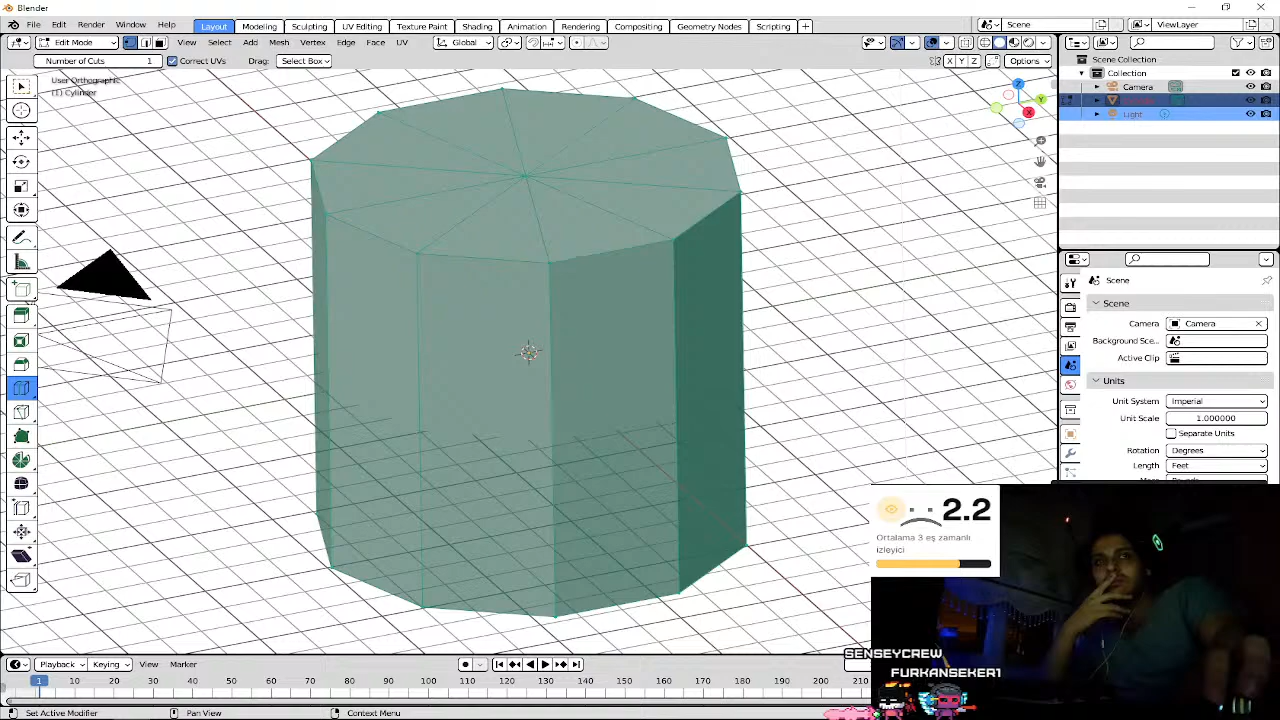 Blender
File Edit Render Window Help
Layout Modeling Sculpting UV Editing Texture Paint Shading Animation Rendering Compositing Geometry Nodes Scripting +
Scene
ViewLayer
Edit Mode
View Select Add Mesh Vertex Edge Face UV
Global
Number of Cuts 1
Correct UVs
Drag: Select Box
X Y Z
Options
User Orthographic
(1) Cylinder
Z
Y
X
Scene Collection
Collection
Camera
Light
Scene
Scene
Camera
Camera
Background Sce...
Active Clip
Units
Unit System Imperial
Unit Scale 1.000000
Separate Units
Rotation Degrees
Length Feet
2.2
Ortalama 3 eş zamanlı
izleyici
SENSEYCREW
FURKANSEKER1
Playback Keying View Marker
1 10 20 30 40 50 60 70 80 90 100 110 120 130 140 150 160 170 180 190 200 210
Set Active Modifier
Pan View
Context Menu